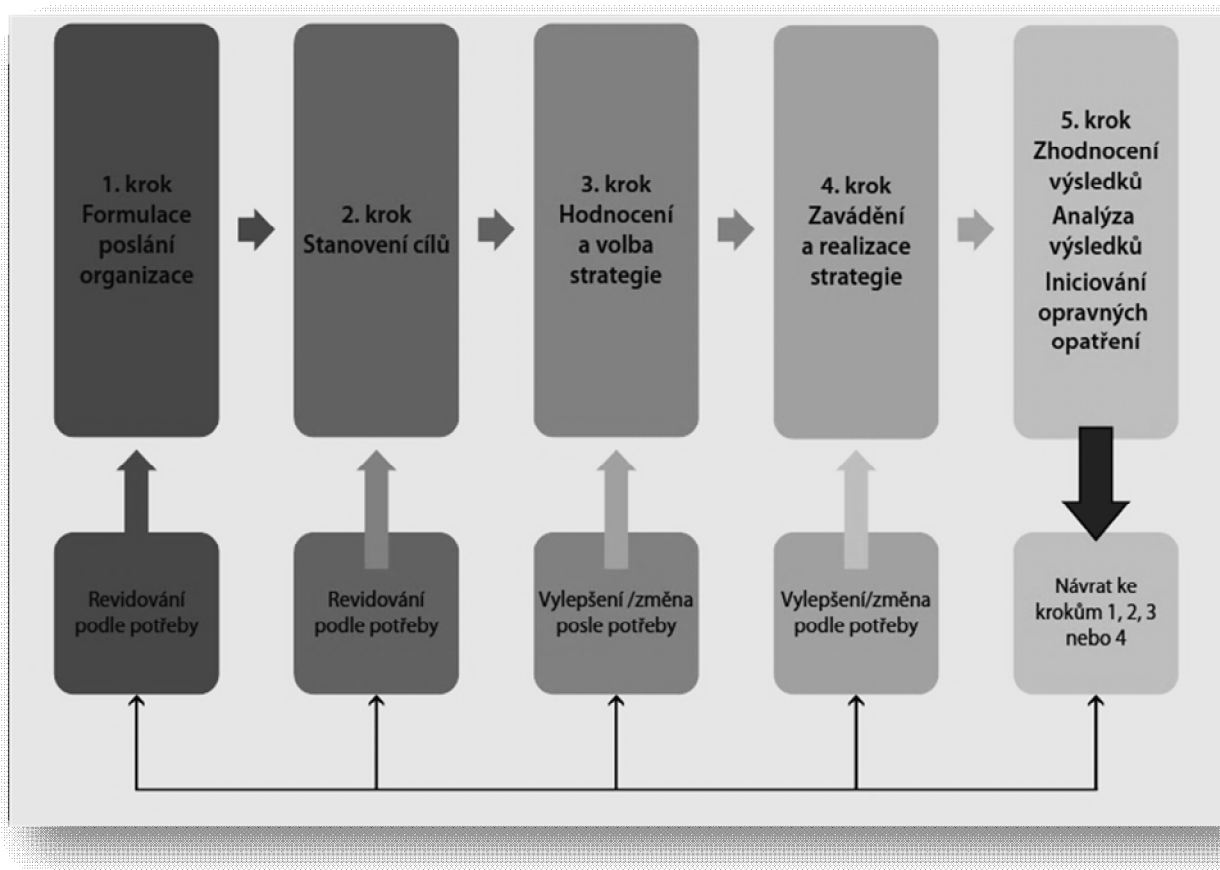 1. krok
Formulace
poslání
organizace
2. krok
Stanovení cílů
3. krok
Hodnocení
a volba
strategie
4. krok
Zavádění
a realizace
strategie
5. krok
Zhodnocení
výsledků
Analýza
výsledků
Iniciování
opravných
opatření
Revidování
podle potřeby
Revidování
podle potřeby
Vylepšení /změna
posle potřeby
Vylepšení/změna
podle potřeby
Návrat ke
krokům 1, 2, 3
nebo 4